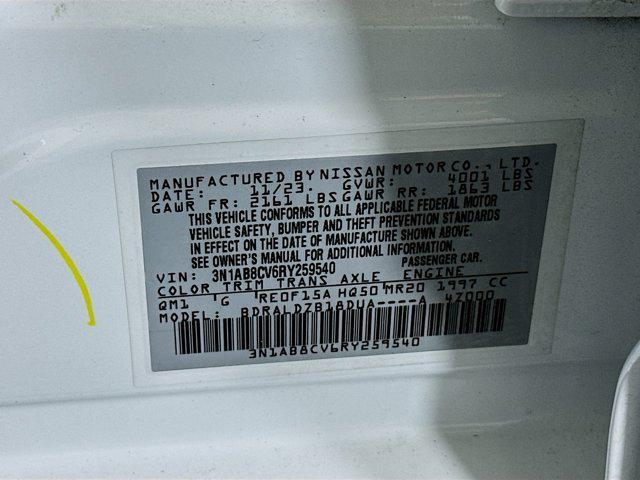 MANUFACTURED BY NISSAN MOTOR CO., LTD.
DATE: 11/23. GVWR: 4001 LBS
GAWR FR: 2161 LBS GAWR RR: 1863 LBS
THIS VEHICLE CONFORMS TO ALL APPLICABLE FEDERAL MOTOR
VEHICLE SAFETY, BUMPER AND THEFT PREVENTION STANDARDS
IN EFFECT ON THE DATE OF MANUFACTURE SHOWN ABOVE.
SEE OWNER'S MANUAL FOR ADDITIONAL INFORMATION.
VIN: 3N1AB8CV6RY259540 PASSENGER CAR.
COLOR TRIM TRANS AXLE ENGINE
QM1 G RE0F15A HQ50 MR20 1997 CC
MODEL: BDRALDZB18DUA----A 4Z000
3N1AB8CV6RY259540